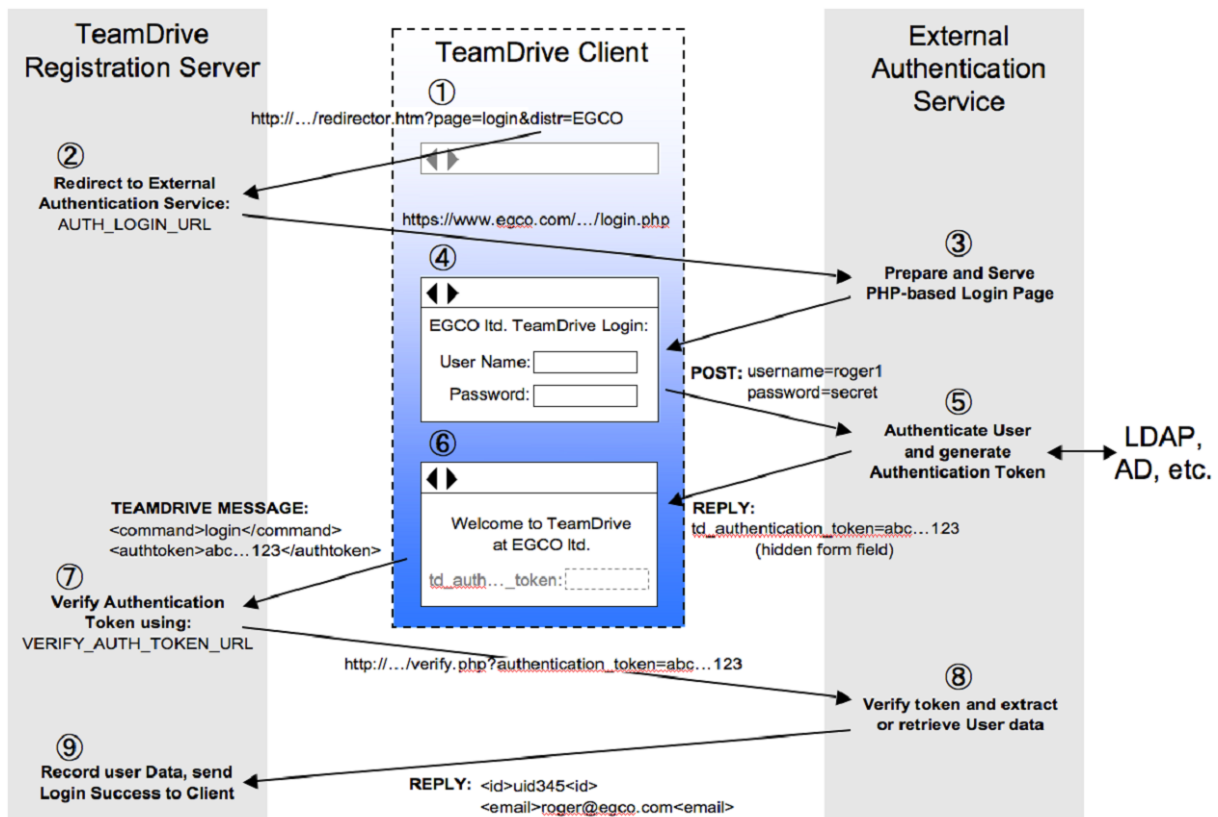 TeamDrive
Registration Server
TeamDrive Client
External
Authentication
Service
①
http://.../redirector.htm?page=login&distr=EGCO
②
Redirect to External
Authentication Service:
AUTH_LOGIN_URL
https://www.egco.com/.../login.php
③
Prepare and Serve
PHP-based Login Page
④
EGCO ltd. TeamDrive Login:
User Name:
Password:
POST: username=roger1
password=secret
⑤
Authenticate User
and generate
Authentication Token
LDAP,
AD, etc.
⑥
Welcome to TeamDrive
at EGCO ltd.
td_auth..._token:
REPLY:
td_authentication_token=abc...123
(hidden form field)
TEAMDRIVE MESSAGE:
<command>login</command>
<authtoken>abc...123</authtoken>
⑦
Verify Authentication
Token using:
VERIFY_AUTH_TOKEN_URL
http://.../verify.php?authentication_token=abc...123
⑧
Verify token and extract
or retrieve User data
⑨
Record user Data, send
Login Success to Client
REPLY: <id>uid345<id>
<email>roger@egco.com<email>